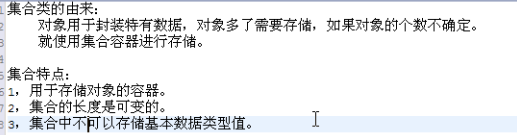 集合类的由来:
对象用于封装特有数据,对象多了需要存储,如果对象的个数不确定。
就使用集合容器进行存储。
集合特点:
1,用于存储对象的容器。
2,集合的长度是可变的。
3,集合中不可以存储基本数据类型值。